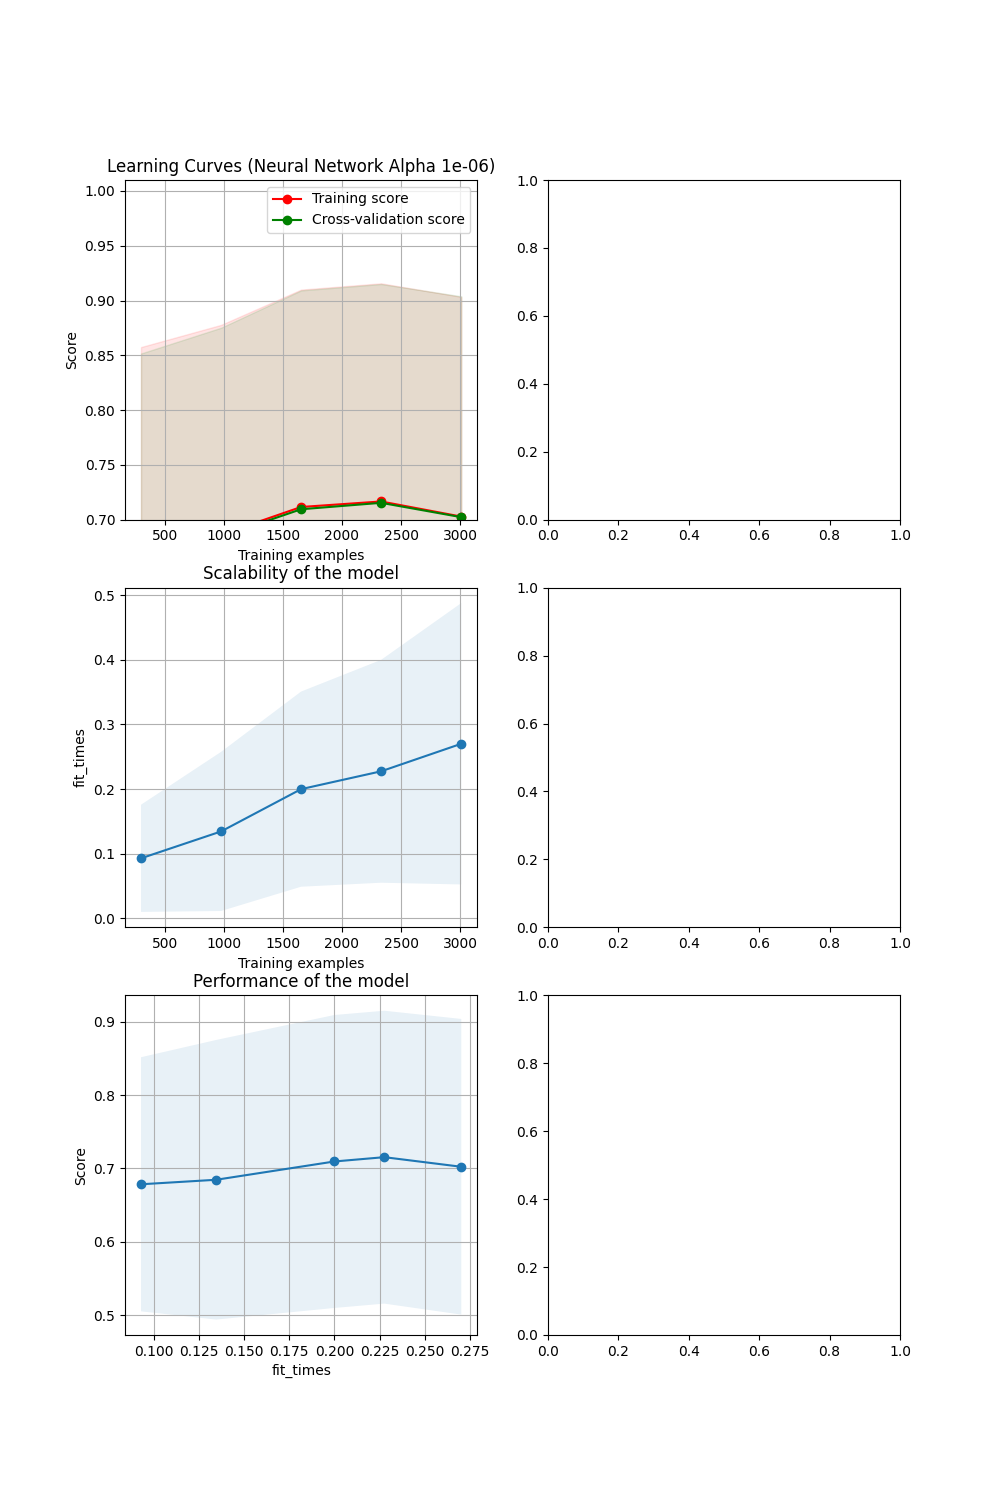 Learning Curves (Neural Network Alpha 1e-06)
1.00
0.95
0.90
0.85
0.80
0.75
0.70
Score
Training score
Cross-validation score
500 1000 1500 2000 2500 3000
Training examples
1.0
0.8
0.6
0.4
0.2
0.0
0.0 0.2 0.4 0.6 0.8 1.0
Scalability of the model
0.5
0.4
0.3
0.2
0.1
0.0
fit_times
500 1000 1500 2000 2500 3000
Training examples
1.0
0.8
0.6
0.4
0.2
0.0
0.0 0.2 0.4 0.6 0.8 1.0
Performance of the model
0.9
0.8
0.7
0.6
0.5
Score
0.100 0.125 0.150 0.175 0.200 0.225 0.250 0.275
fit_times
1.0
0.8
0.6
0.4
0.2
0.0
0.0 0.2 0.4 0.6 0.8 1.0